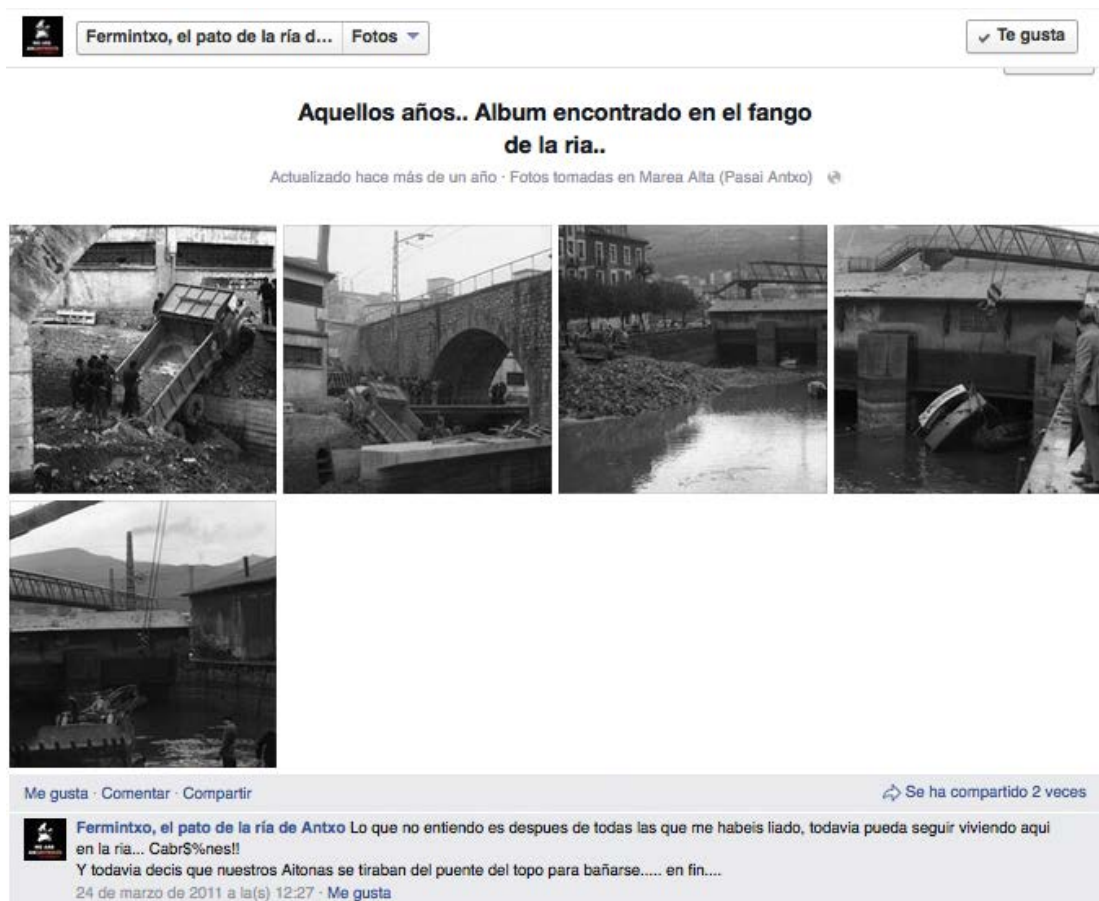 Fermintxo, el pato de la ría d... Fotos
Te gusta
Aquellos años.. Album encontrado en el fango
de la ria..
Actualizado hace más de un año · Fotos tomadas en Marea Alta (Pasai Antxo)
Me gusta · Comentar · Compartir
Se ha compartido 2 veces
Fermintxo, el pato de la ría de Antxo Lo que no entiendo es despues de todas las que me habeis liado, todavia pueda seguir viviendo aqui
en la ria... Cabr$%nes!!
Y todavia decis que nuestros Aitonas se tiraban del puente del topo para bañarse..... en fin....
24 de marzo de 2011 a la(s) 12:27 · Me gusta